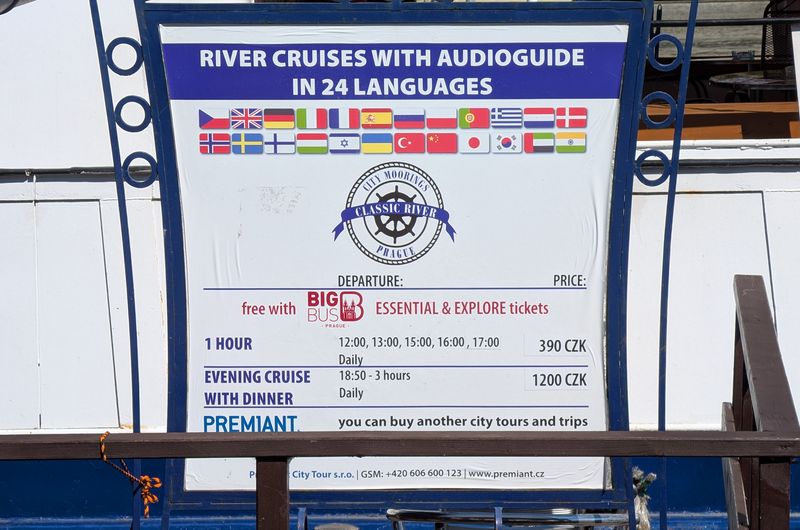 RIVER CRUISES WITH AUDIOGUIDE
IN 24 LANGUAGES
CITY MOORINGS
CLASSIC RIVER
PRAGUE
DEPARTURE: PRICE:
free with BIG BUS PRAGUE ESSENTIAL & EXPLORE tickets
1 HOUR 12:00, 13:00, 15:00, 16:00 , 17:00 390 CZK
Daily
EVENING CRUISE 18:50 - 3 hours 1200 CZK
WITH DINNER Daily
PREM1ANT. you can buy another city tours and trips
City Tour s.r.o. | GSM: +420 606 600 123 | www.premiant.cz